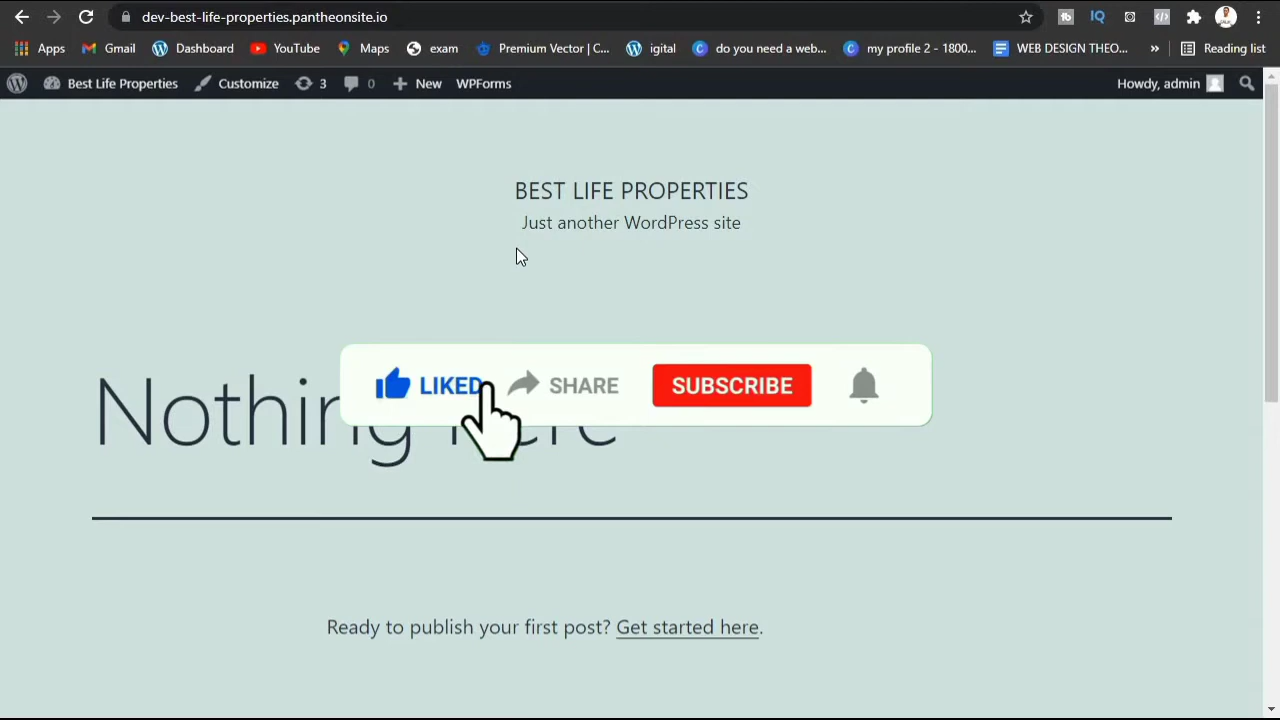 dev-best-life-properties.pantheonsite.io
Apps Gmail Dashboard YouTube Maps exam Premium Vector | C... igital do you need a web... my profile 2 - 1800... WEB DESIGN THEO... » Reading list
Best Life Properties Customize 3 0 New WPForms Howdy, admin
BEST LIFE PROPERTIES
Just another WordPress site
LIKED SHARE SUBSCRIBE
Nothing
Ready to publish your first post? Get started here.